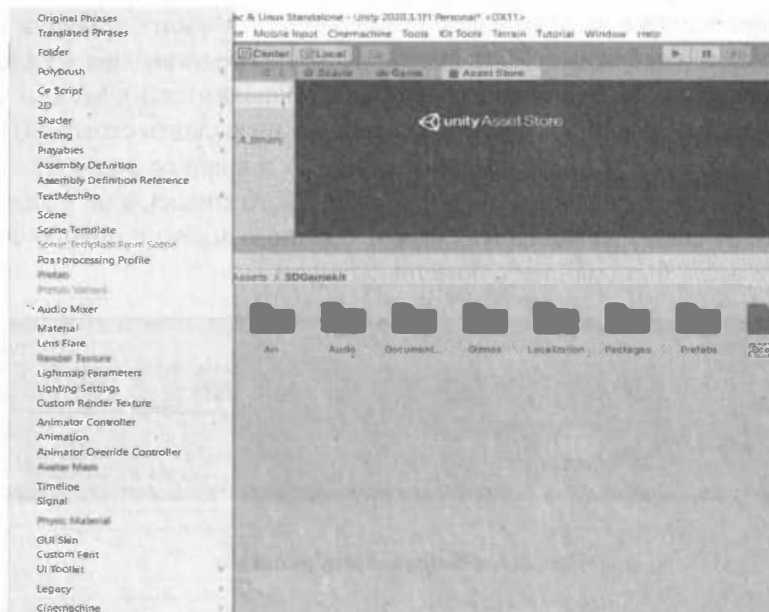 Original Phrases
Translated Phrases
Folder
Polybrush
C# Script
2D
Shader
Testing
Playables
Assembly Definition
Assembly Definition Reference
TextMeshPro
Scene
Scene Template
Scene Template From Scene
Post-processing Profile
Prefab
Prefab Variant
Audio Mixer
Material
Lens Flare
Render Texture
Lightmap Parameters
Lighting Settings
Custom Render Texture
Animator Controller
Animation
Animator Override Controller
Avatar Mask
Timeline
Signal
Physic Material
GUI Skin
Custom Font
UI Toolkit
Legacy
Cinemachine
& Linux Standalone - Unity 2020.3.1f1 Personal* <DX11>
Mobile Input Cinemachine Tools Kit Tools Terrain Tutorial Window Help
Center Local
Scene Game Asset Store
unity Asset Store
Assets
Art Audio Document... Gizmos Localization Packages Prefabs